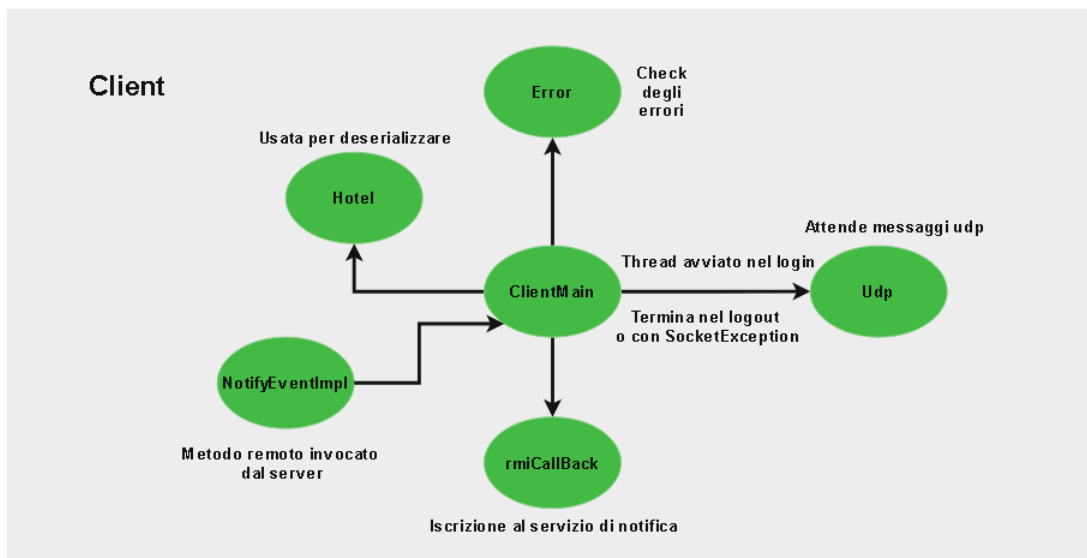 Client
Error
Check
degli
errori
Usata per deserializzare
Hotel
Attende messaggi udp
Thread avviato nel login
ClientMain
Udp
Termina nel logout
o con SocketException
NotifyEventImpl
Metodo remoto invocato
dal server
rmiCallBack
Iscrizione al servizio di notifica